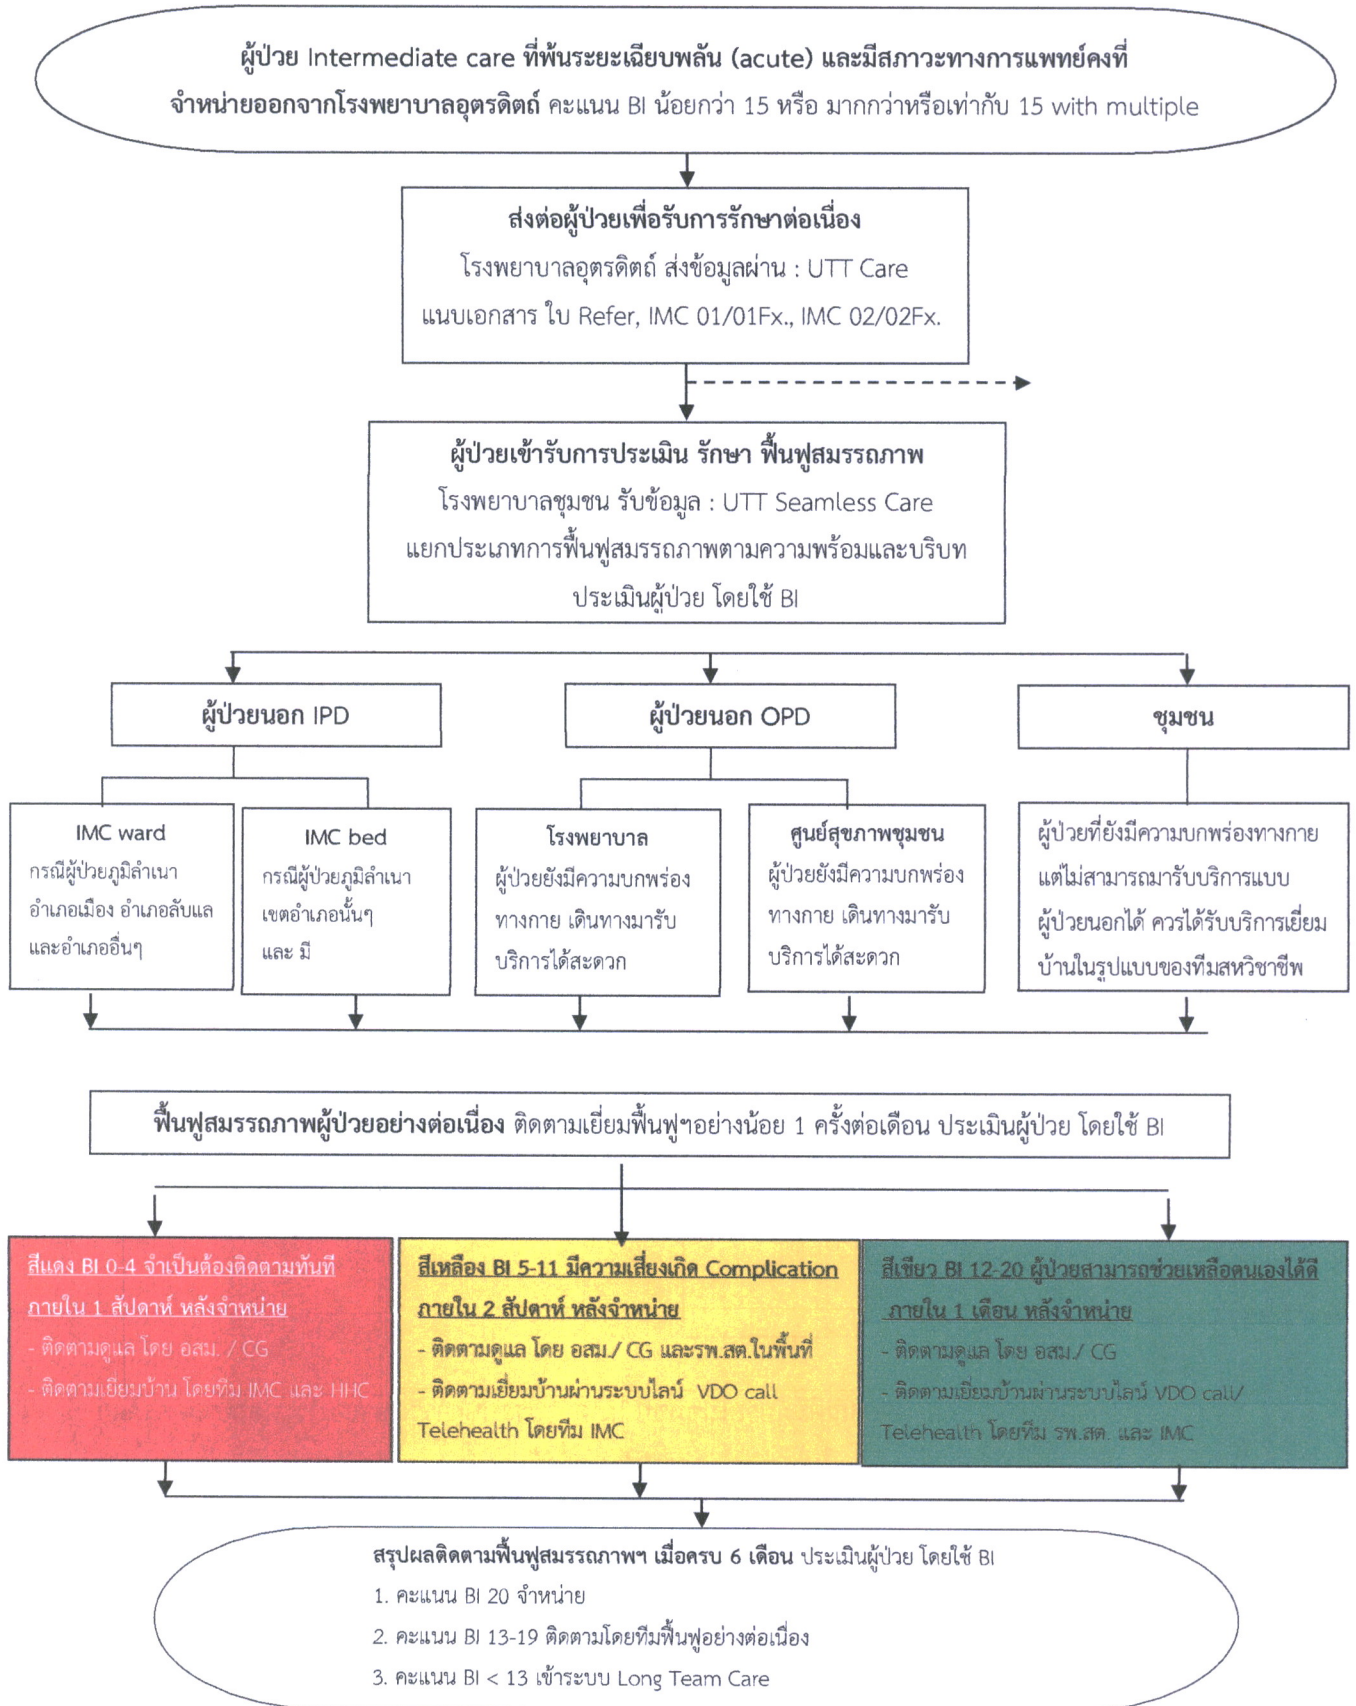 ผู้ป่วย Intermediate care ที่พ้นระยะเฉียบพลัน (acute) และมีสภาวะทางการแพทย์คงที่
จำหน่ายออกจากโรงพยาบาลอุตรดิตถ์ คะแนน BI น้อยกว่า 15 หรือ มากกว่าหรือเท่ากับ 15 with multiple
ส่งต่อผู้ป่วยเพื่อรับการรักษาต่อเนื่อง
โรงพยาบาลอุตรดิตถ์ ส่งข้อมูลผ่าน : UTT Care
แนบเอกสาร ใบ Refer, IMC 01/01Fx., IMC 02/02Fx.
ผู้ป่วยเข้ารับการประเมิน รักษา ฟื้นฟูสมรรถภาพ
โรงพยาบาลชุมชน รับข้อมูล : UTT Seamless Care
แยกประเภทการฟื้นฟูสมรรถภาพตามความพร้อมและบริบท
ประเมินผู้ป่วย โดยใช้ BI
ผู้ป่วยนอก IPD
ผู้ป่วยนอก OPD
ชุมชน
IMC ward
กรณีผู้ป่วยภูมิลำเนา
อำเภอเมือง อำเภอลับแล
และอำเภออื่นๆ
IMC bed
กรณีผู้ป่วยภูมิลำเนา
เขตอำเภอนั้นๆ
และ มี
โรงพยาบาล
ผู้ป่วยยังมีความบกพร่อง
ทางกาย เดินทางมารับ
บริการได้สะดวก
ศูนย์สุขภาพชุมชน
ผู้ป่วยยังมีความบกพร่อง
ทางกาย เดินทางมารับ
บริการได้สะดวก
ผู้ป่วยที่ยังมีความบกพร่องทางกาย
แต่ไม่สามารถมารับบริการแบบ
ผู้ป่วยนอกได้ ควรได้รับบริการเยี่ยม
บ้านในรูปแบบของทีมสหวิชาชีพ
ฟื้นฟูสมรรถภาพผู้ป่วยอย่างต่อเนื่อง ติดตามเยี่ยมฟื้นฟูฯอย่างน้อย 1 ครั้งต่อเดือน ประเมินผู้ป่วย โดยใช้ BI
สีแดง BI 0-4 จำเป็นต้องติดตามทันที
ภายใน 1 สัปดาห์ หลังจำหน่าย
- ติดตามดูแล โดย อสม. / CG
- ติดตามเยี่ยมบ้าน โดยทีม IMC และ HHC
สีเหลือง BI 5-11 มีความเสี่ยงเกิด Complication
ภายใน 2 สัปดาห์ หลังจำหน่าย
- ติดตามดูแล โดย อสม./ CG และรพ.สต.ในพื้นที่
- ติดตามเยี่ยมบ้านผ่านระบบไลน์ VDO call
Telehealth โดยทีม IMC
สีเขียว BI 12-20 ผู้ป่วยสามารถช่วยเหลือตนเองได้ดี
ภายใน 1 เดือน หลังจำหน่าย
- ติดตามดูแล โดย อสม./ CG
- ติดตามเยี่ยมบ้านผ่านระบบไลน์ VDO call/
Telehealth โดยทีม รพ.สต. และ IMC
สรุปผลติดตามฟื้นฟูสมรรถภาพฯ เมื่อครบ 6 เดือน ประเมินผู้ป่วย โดยใช้ BI
1. คะแนน BI 20 จำหน่าย
2. คะแนน BI 13-19 ติดตามโดยทีมฟื้นฟูอย่างต่อเนื่อง
3. คะแนน BI < 13 เข้าระบบ Long Team Care